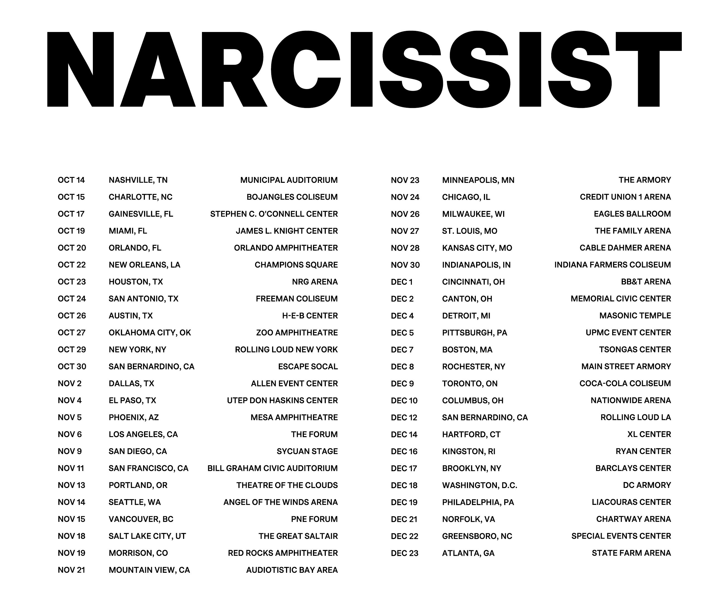 NARCISSIST
OCT 14 NASHVILLE, TN MUNICIPAL AUDITORIUM
OCT 15 CHARLOTTE, NC BOJANGLES COLISEUM
OCT 17 GAINESVILLE, FL STEPHEN C. O'CONNELL CENTER
OCT 19 MIAMI, FL JAMES L. KNIGHT CENTER
OCT 20 ORLANDO, FL ORLANDO AMPHITHEATER
OCT 22 NEW ORLEANS, LA CHAMPIONS SQUARE
OCT 23 HOUSTON, TX NRG ARENA
OCT 24 SAN ANTONIO, TX FREEMAN COLISEUM
OCT 26 AUSTIN, TX H-E-B CENTER
OCT 27 OKLAHOMA CITY, OK ZOO AMPHITHEATRE
OCT 29 NEW YORK, NY ROLLING LOUD NEW YORK
OCT 30 SAN BERNARDINO, CA ESCAPE SOCAL
NOV 2 DALLAS, TX ALLEN EVENT CENTER
NOV 4 EL PASO, TX UTEP DON HASKINS CENTER
NOV 5 PHOENIX, AZ MESA AMPHITHEATRE
NOV 6 LOS ANGELES, CA THE FORUM
NOV 9 SAN DIEGO, CA SYCUAN STAGE
NOV 11 SAN FRANCISCO, CA BILL GRAHAM CIVIC AUDITORIUM
NOV 13 PORTLAND, OR THEATRE OF THE CLOUDS
NOV 14 SEATTLE, WA ANGEL OF THE WINDS ARENA
NOV 15 VANCOUVER, BC PNE FORUM
NOV 18 SALT LAKE CITY, UT THE GREAT SALTAIR
NOV 19 MORRISON, CO RED ROCKS AMPHITHEATER
NOV 21 MOUNTAIN VIEW, CA AUDIOTISTIC BAY AREA
NOV 23 MINNEAPOLIS, MN THE ARMORY
NOV 24 CHICAGO, IL CREDIT UNION 1 ARENA
NOV 26 MILWAUKEE, WI EAGLES BALLROOM
NOV 27 ST. LOUIS, MO THE FAMILY ARENA
NOV 28 KANSAS CITY, MO CABLE DAHMER ARENA
NOV 30 INDIANAPOLIS, IN INDIANA FARMERS COLISEUM
DEC 1 CINCINNATI, OH BB&T ARENA
DEC 2 CANTON, OH MEMORIAL CIVIC CENTER
DEC 4 DETROIT, MI MASONIC TEMPLE
DEC 5 PITTSBURGH, PA UPMC EVENT CENTER
DEC 7 BOSTON, MA TSONGAS CENTER
DEC 8 ROCHESTER, NY MAIN STREET ARMORY
DEC 9 TORONTO, ON COCA-COLA COLISEUM
DEC 10 COLUMBUS, OH NATIONWIDE ARENA
DEC 12 SAN BERNARDINO, CA ROLLING LOUD LA
DEC 14 HARTFORD, CT XL CENTER
DEC 16 KINGSTON, RI RYAN CENTER
DEC 17 BROOKLYN, NY BARCLAYS CENTER
DEC 18 WASHINGTON, D.C. DC ARMORY
DEC 19 PHILADELPHIA, PA LIACOURAS CENTER
DEC 21 NORFOLK, VA CHARTWAY ARENA
DEC 22 GREENSBORO, NC SPECIAL EVENTS CENTER
DEC 23 ATLANTA, GA STATE FARM ARENA